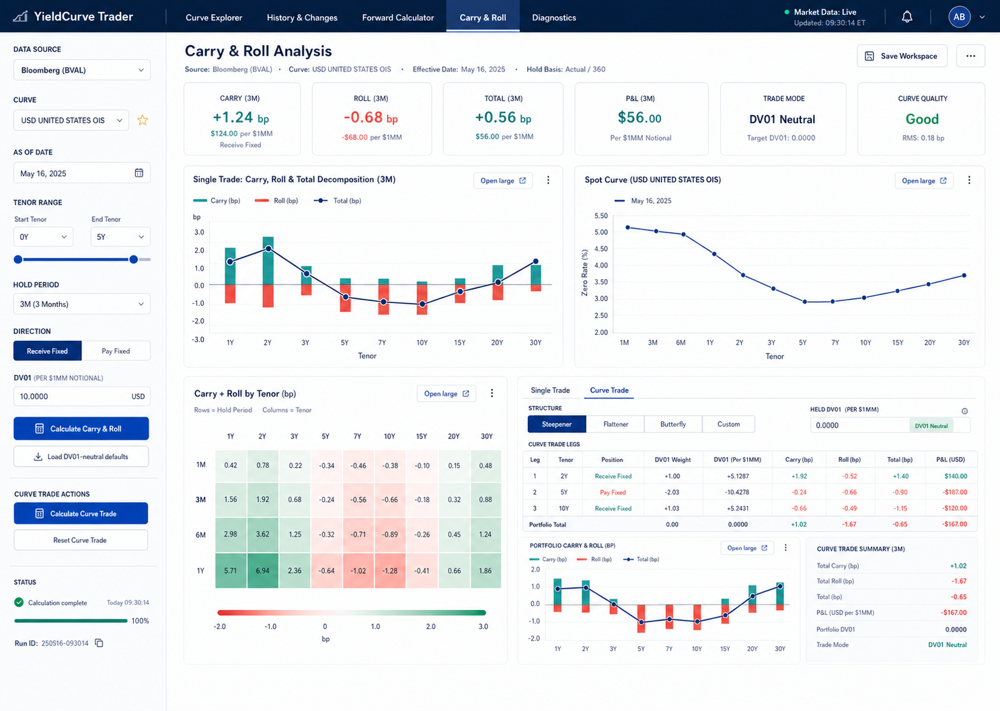 YieldCurve Trader
Curve Explorer
History & Changes
Forward Calculator
Carry & Roll
Diagnostics
Market Data: Live
Updated: 09:30:14 ET
AB
DATA SOURCE
Bloomberg (BVAL)
CURVE
USD UNITED STATES OIS
AS OF DATE
May 16, 2025
TENOR RANGE
Start Tenor End Tenor
0Y 5Y
HOLD PERIOD
3M (3 Months)
DIRECTION
Receive Fixed Pay Fixed
DV01 (PER $1MM NOTIONAL)
10.0000 USD
Calculate Carry & Roll
Load DV01-neutral defaults
CURVE TRADE ACTIONS
Calculate Curve Trade
Reset Curve Trade
STATUS
Calculation complete Today 09:30:14
100%
Run ID: 250516-093014
Carry & Roll Analysis
Source: Bloomberg (BVAL) • Curve: USD UNITED STATES OIS • Effective Date: May 16, 2025 • Hold Basis: Actual / 360
Save Workspace
CARRY (3M)
+1.24 bp
$124.00 per $1MM
Receive Fixed
ROLL (3M)
-0.68 bp
-$68.00 per $1MM
TOTAL (3M)
+0.56 bp
$56.00 per $1MM
P&L (3M)
$56.00
Per $1MM Notional
TRADE MODE
DV01 Neutral
Target DV01: 0.0000
CURVE QUALITY
Good
RMS: 0.18 bp
Single Trade: Carry, Roll & Total Decomposition (3M)
Open large
Carry (bp) Roll (bp) Total (bp)
bp
3.0
2.0
1.0
0.0
-1.0
-2.0
-3.0
1Y 2Y 3Y 5Y 7Y 10Y 15Y 20Y 30Y
Tenor
Spot Curve (USD UNITED STATES OIS)
Open large
May 16, 2025
Zero Rate (%)
5.50
5.00
4.50
4.00
3.50
3.00
2.50
2.00
1M 3M 6M 1Y 2Y 3Y 5Y 7Y 10Y 15Y 20Y 30Y
Tenor
Carry + Roll by Tenor (bp)
Open large
Rows = Hold Period Columns = Tenor
1Y 2Y 3Y 5Y 7Y 10Y 15Y 20Y 30Y
1M 0.42 0.78 0.22 -0.34 -0.46 -0.38 -0.10 0.15 0.48
3M 1.56 1.92 0.68 -0.24 -0.56 -0.66 -0.18 0.32 0.88
6M 2.98 3.62 1.25 -0.32 -0.71 -0.89 -0.26 0.45 1.24
1Y 5.71 6.94 2.36 -0.64 -1.02 -1.28 -0.41 0.66 1.86
-2.0 -1.0 0 1.0 2.0 3.0
bp
Single Trade Curve Trade
STRUCTURE
Steepener Flattener Butterfly Custom
HELD DV01 (PER $1MM)
0.0000 DV01 Neutral
CURVE TRADE LEGS
Leg Tenor Position DV01 Weight DV01 (Per $1MM) Carry (bp) Roll (bp) Total (bp) P&L (USD)
1 2Y Receive Fixed +1.00 +5.1287 +1.92 -0.52 +1.40 $140.00
2 5Y Pay Fixed -2.03 -10.4278 -0.24 -0.66 -0.90 -$187.00
3 10Y Receive Fixed +1.03 +5.2431 -0.66 -0.49 -1.15 -$120.00
Portfolio Total 0.00 0.0000 +1.02 -1.67 -0.65 -$167.00
PORTFOLIO CARRY & ROLL (BP)
Open large
Carry (bp) Roll (bp) Total (bp)
2.0
1.0
0.0
-1.0
-2.0
1Y 2Y 3Y 5Y 7Y 10Y 15Y 20Y 30Y
CURVE TRADE SUMMARY (3M)
Total Carry (bp) +1.02
Total Roll (bp) -1.67
Total (bp) -0.65
P&L (USD per $1MM) -$167.00
Portfolio DV01 0.0000
Trade Mode DV01 Neutral